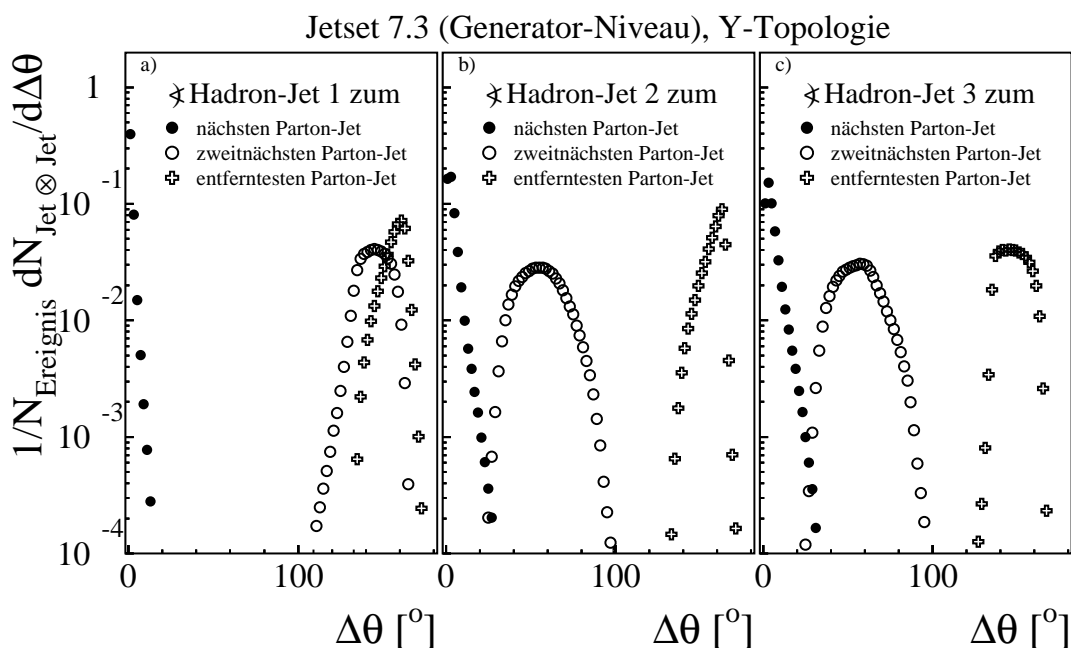 Jetset 7.3 (Generator-Niveau), Y-Topologie
1/N_Ereignis dN_Jet⊗Jet/dΔθ
1
10^-1
10^-2
10^-3
10^-4
a)
∢Hadron-Jet 1 zum
nächsten Parton-Jet
zweitnächsten Parton-Jet
entferntesten Parton-Jet
0 100
Δθ [°]
b)
∢Hadron-Jet 2 zum
nächsten Parton-Jet
zweitnächsten Parton-Jet
entferntesten Parton-Jet
0 100
Δθ [°]
c)
∢Hadron-Jet 3 zum
nächsten Parton-Jet
zweitnächsten Parton-Jet
entferntesten Parton-Jet
0 100
Δθ [°]